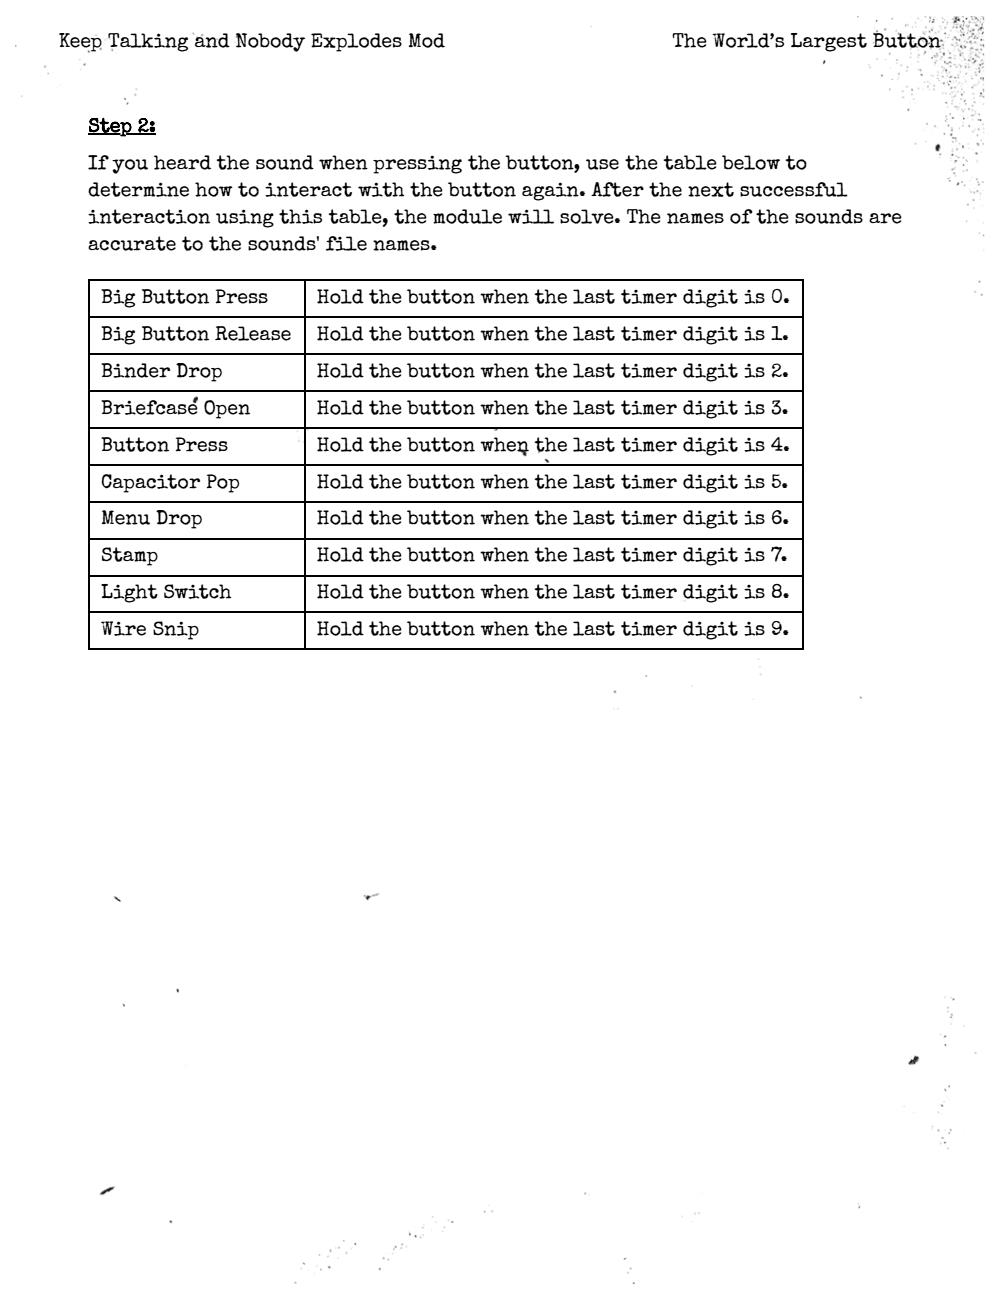 Keep Talking and Nobody Explodes Mod The World's Largest Button
Step 2:
If you heard the sound when pressing the button, use the table below to
determine how to interact with the button again. After the next successful
interaction using this table, the module will solve. The names of the sounds are
accurate to the sounds' file names.
Big Button Press Hold the button when the last timer digit is 0.
Big Button Release Hold the button when the last timer digit is 1.
Binder Drop Hold the button when the last timer digit is 2.
Briefcase Open Hold the button when the last timer digit is 3.
Button Press Hold the button when the last timer digit is 4.
Capacitor Pop Hold the button when the last timer digit is 5.
Menu Drop Hold the button when the last timer digit is 6.
Stamp Hold the button when the last timer digit is 7.
Light Switch Hold the button when the last timer digit is 8.
Wire Snip Hold the button when the last timer digit is 9.